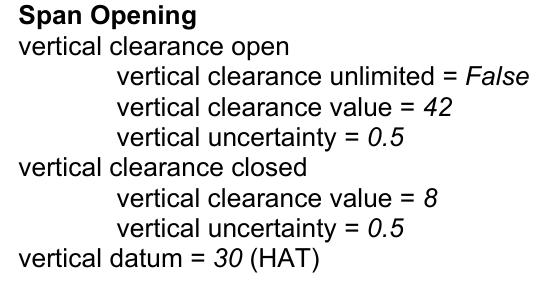 Span Opening
vertical clearance open
vertical clearance unlimited = False
vertical clearance value = 42
vertical uncertainty = 0.5
vertical clearance closed
vertical clearance value = 8
vertical uncertainty = 0.5
vertical datum = 30 (HAT)